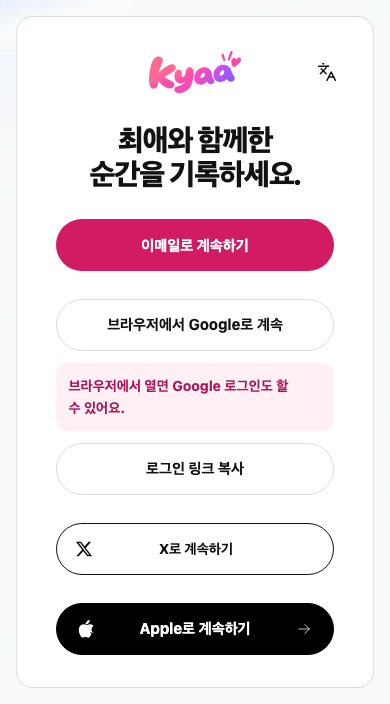 Kyaa
최애와 함께한
순간을 기록하세요.
이메일로 계속하기
브라우저에서 Google로 계속
브라우저에서 열면 Google 로그인도 할
수 있어요.
로그인 링크 복사
X로 계속하기
Apple로 계속하기